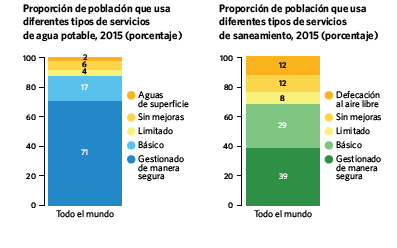 Proporción de población que usa
diferentes tipos de servicios
de agua potable, 2015 (porcentaje)
100
80
60
40
20
0
2
6
4
17
71
Todo el mundo
Aguas
de superficie
Sin mejoras
Limitado
Básico
Gestionado
de manera
segura
Proporción de población que usa
diferentes tipos de servicios
de saneamiento, 2015 (porcentaje)
100
80
60
40
20
0
12
12
8
29
39
Todo el mundo
Defecación
al aire libre
Sin mejoras
Limitado
Básico
Gestionado
de manera
segura